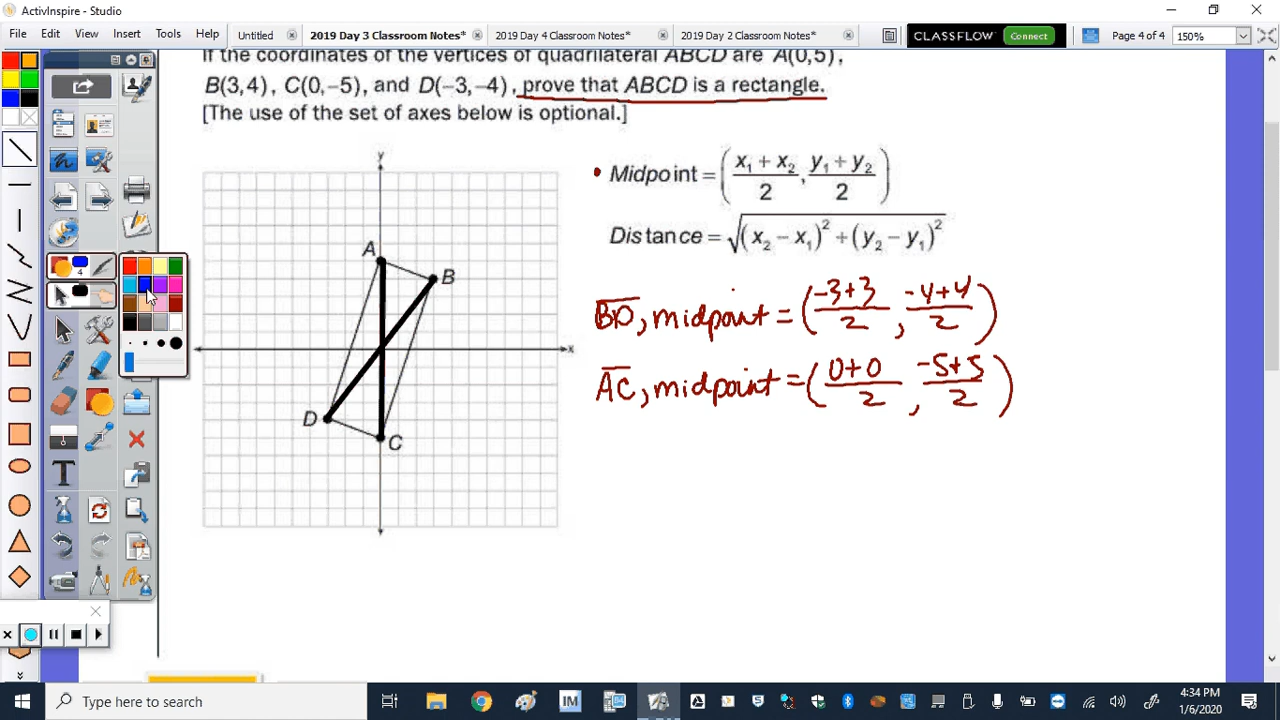 ActivInspire - Studio
File Edit View Insert Tools Help
Untitled 2019 Day 3 Classroom Notes* 2019 Day 4 Classroom Notes* 2019 Day 2 Classroom Notes*
CLASSFLOW Connect
Page 4 of 4 150%
If the coordinates of the vertices of quadrilateral ABCD are A(0,5),
B(3,4), C(0,−5), and D(−3,−4), prove that ABCD is a rectangle.
[The use of the set of axes below is optional.]
• Midpoint = (x₁ + x₂ / 2, y₁ + y₂ / 2)
Distance = √(x₂ − x₁)² + (y₂ − y₁)²
B̅D̅, midpoint = (-3+3 / 2, -4+4 / 2)
A̅C̅, midpoint = (0+0 / 2, -5+5 / 2)
y
A
B
x
D
C
4
T
Type here to search
IM
4:34 PM
1/6/2020